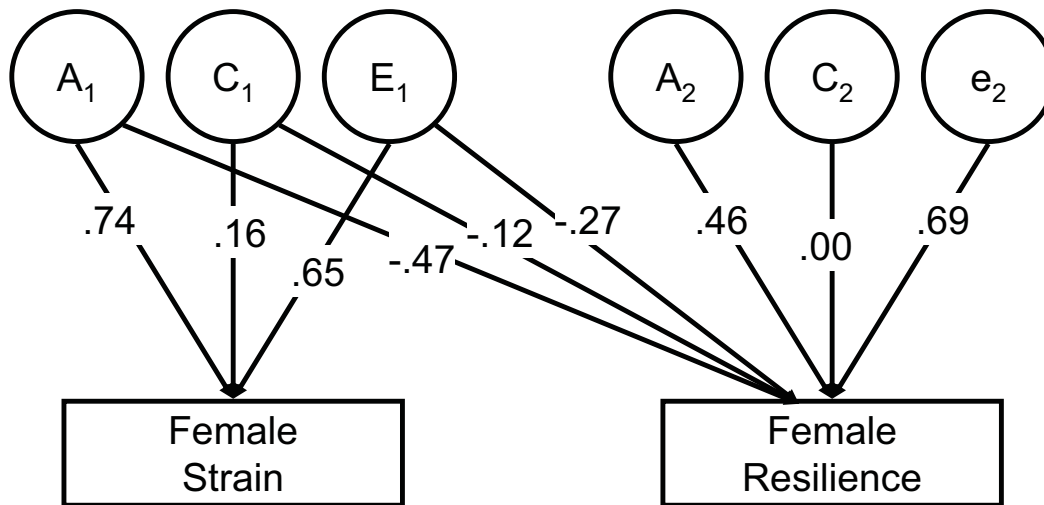 A₁
C₁
E₁
A₂
C₂
e₂
.74
.16
.65
-.47
-.12
-.27
.46
.00
.69
Female
Strain
Female
Resilience